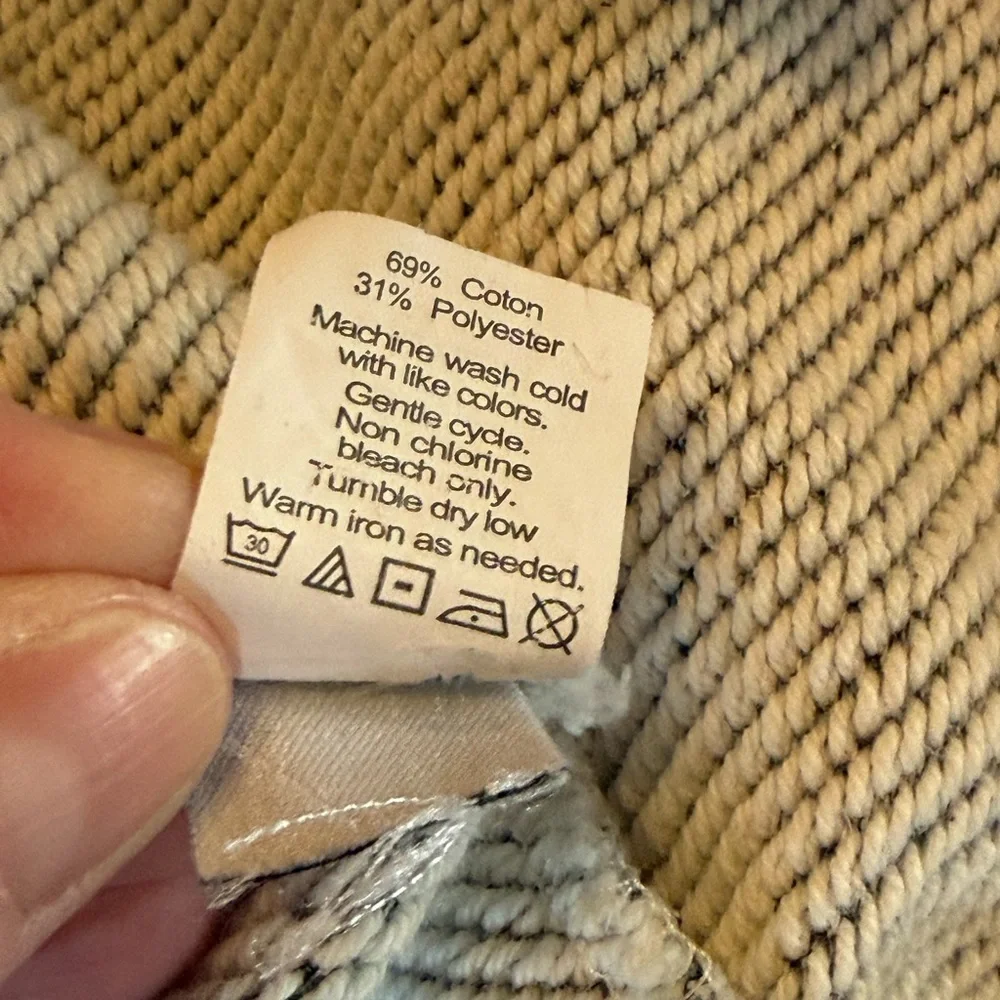 69% Coton
31% Polyester
Machine wash cold
with like colors.
Gentle cycle.
Non chlorine
bleach only.
Tumble dry low
Warm iron as needed.
30